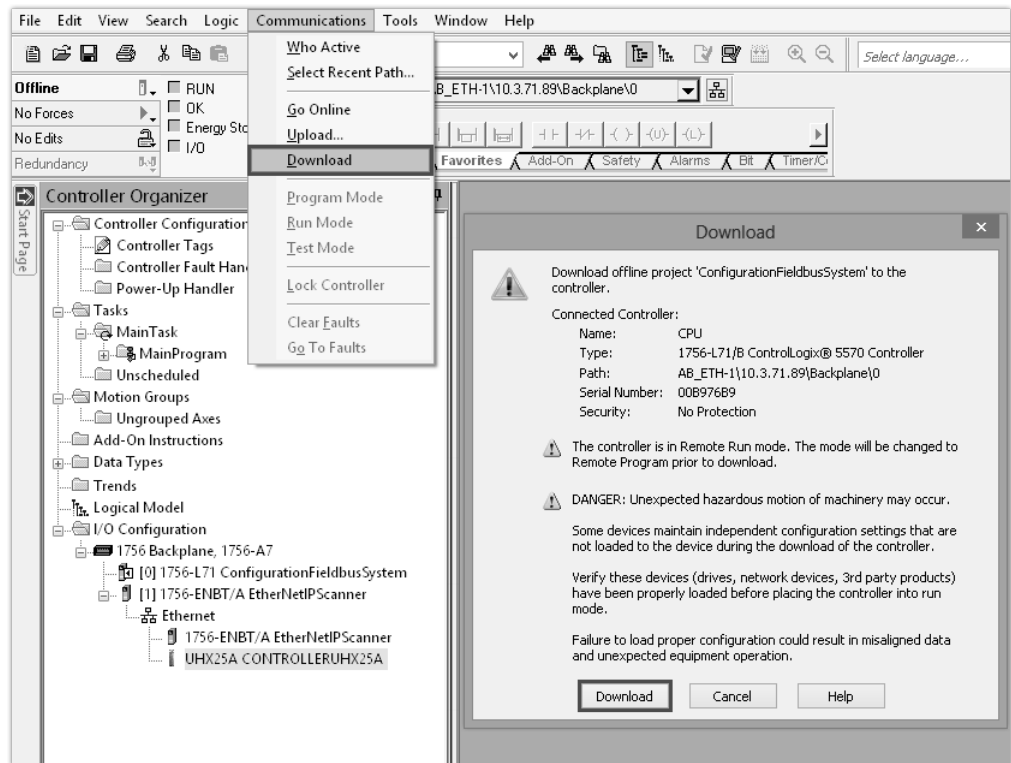 File Edit View Search Logic Communications Tools Window Help
Select language...
Who Active
Select Recent Path...
Go Online
Upload...
Download
Program Mode
Run Mode
Test Mode
Lock Controller
Clear Faults
Go To Faults
Offline
No Forces
No Edits
Redundancy
RUN
OK
Energy Sto
I/O
B_ETH-1\10.3.71.89\Backplane\0
Favorites Add-On Safety Alarms Bit Timer/C
Start Page
Controller Organizer
Controller Configuration
Controller Tags
Controller Fault Han
Power-Up Handler
Tasks
MainTask
MainProgram
Unscheduled
Motion Groups
Ungrouped Axes
Add-On Instructions
Data Types
Trends
Logical Model
I/O Configuration
1756 Backplane, 1756-A7
[0] 1756-L71 ConfigurationFieldbusSystem
[1] 1756-ENBT/A EtherNetIPScanner
Ethernet
1756-ENBT/A EtherNetIPScanner
UHX25A CONTROLLERUHX25A
Download
Download offline project 'ConfigurationFieldbusSystem' to the
controller.
Connected Controller:
Name: CPU
Type: 1756-L71/B ControlLogix® 5570 Controller
Path: AB_ETH-1\10.3.71.89\Backplane\0
Serial Number: 00B976B9
Security: No Protection
The controller is in Remote Run mode. The mode will be changed to
Remote Program prior to download.
DANGER: Unexpected hazardous motion of machinery may occur.
Some devices maintain independent configuration settings that are
not loaded to the device during the download of the controller.
Verify these devices (drives, network devices, 3rd party products)
have been properly loaded before placing the controller into run
mode.
Failure to load proper configuration could result in misaligned data
and unexpected equipment operation.
Download Cancel Help